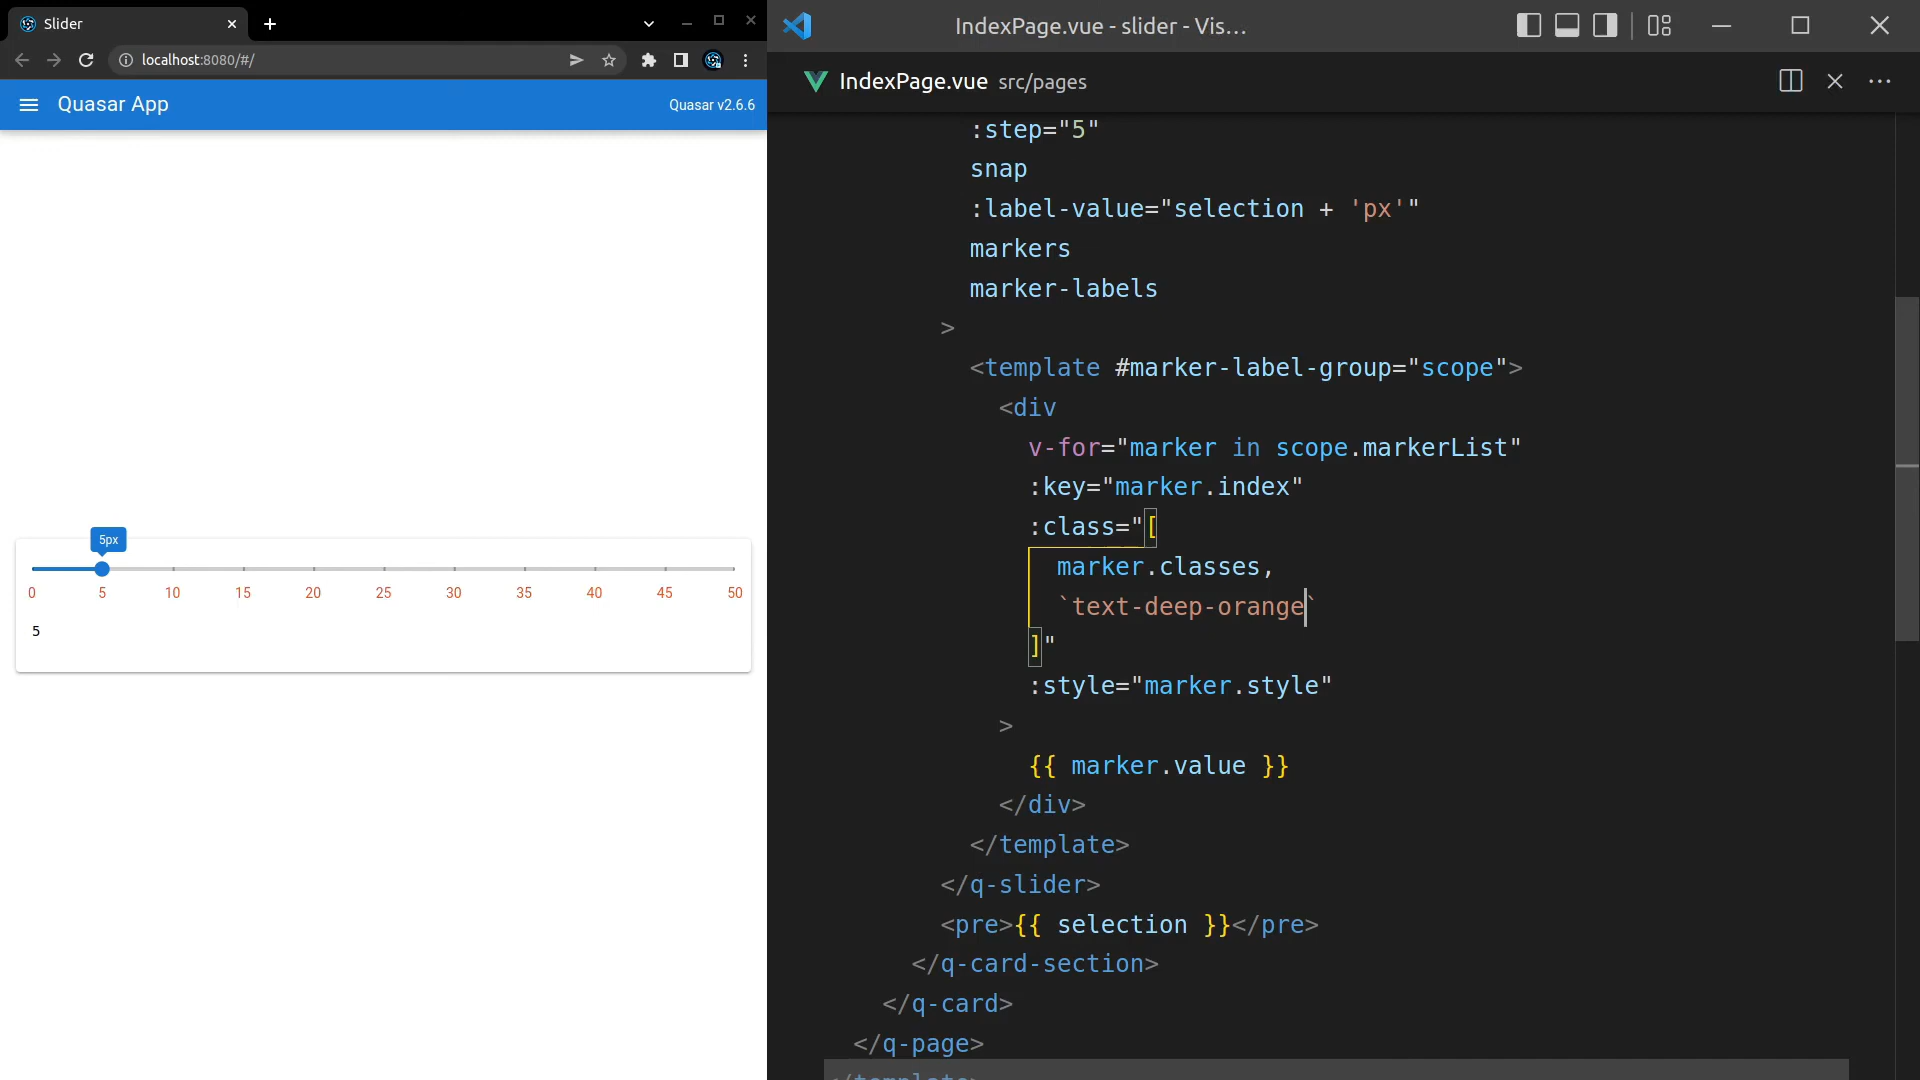 Slider
localhost:8080/#/
Quasar App
Quasar v2.6.6
5px
0 5 10 15 20 25 30 35 40 45 50
5
IndexPage.vue - slider - Vis...
IndexPage.vue src/pages
:step="5"
snap
:label-value="selection + 'px'"
markers
marker-labels
>
<template #marker-label-group="scope">
<div
v-for="marker in scope.markerList"
:key="marker.index"
:class="[
marker.classes,
`text-deep-orange`
]"
:style="marker.style"
>
{{ marker.value }}
</div>
</template>
</q-slider>
<pre>{{ selection }}</pre>
</q-card-section>
</q-card>
</q-page>
</template>